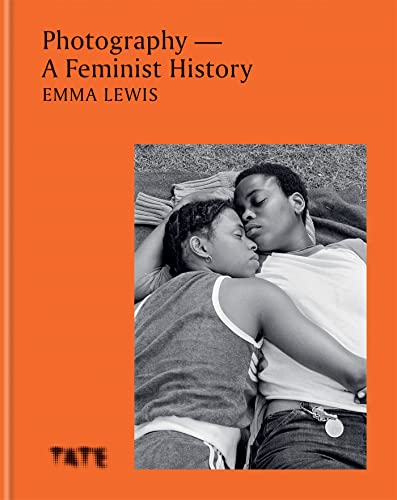 Photography —
A Feminist History
EMMA LEWIS
TATE